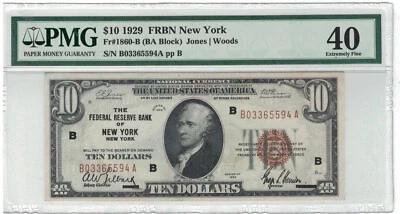 PMG
PAPER MONEY GUARANTY
$10 1929 FRBN New York
Fr#1860-B (BA Block) Jones | Woods
S/N B03365594A pp B
40
Extremely Fine
10
THE UNITED STATES OF AMERICA
10
THE
FEDERAL RESERVE BANK
OF
NEW YORK
NEW YORK
WILL PAY TO THE BEARER ON DEMAND
TEN DOLLARS
B
B
B03365594A
B03365594A
B
B
10
TEN DOLLARS
10